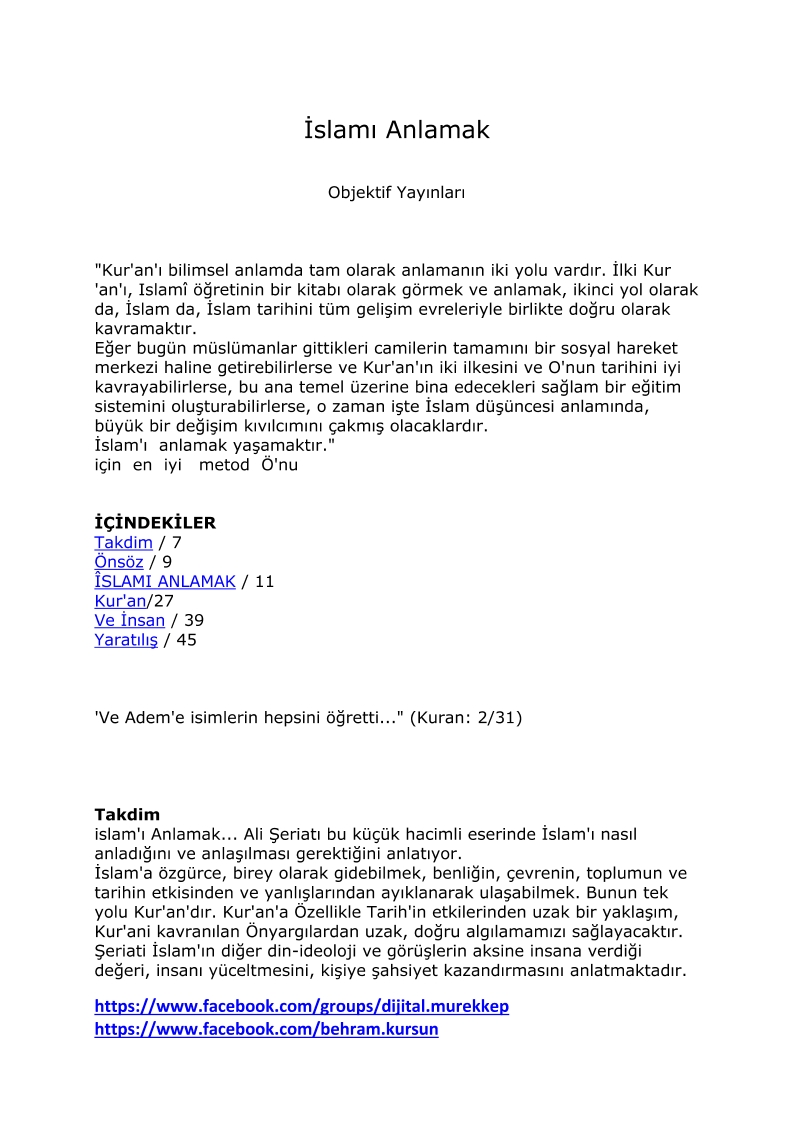 İslamı Anlamak
Objektif Yayınları
"Kur'an'ı bilimsel anlamda tam olarak anlamanın iki yolu vardır. İlki Kur
'an'ı, Islamî öğretinin bir kitabı olarak görmek ve anlamak, ikinci yol olarak
da, İslam da, İslam tarihini tüm gelişim evreleriyle birlikte doğru olarak
kavramaktır.
Eğer bugün müslümanlar gittikleri camilerin tamamını bir sosyal hareket
merkezi haline getirebilirlerse ve Kur'an'ın iki ilkesini ve O'nun tarihini iyi
kavrayabilirlerse, bu ana temel üzerine bina edecekleri sağlam bir eğitim
sistemini oluşturabilirlerse, o zaman işte İslam düşüncesi anlamında,
büyük bir değişim kıvılcımını çakmış olacaklardır.
İslam'ı  anlamak yaşamaktır."
için  en  iyi   metod  Ö'nu
İÇİNDEKİLER
Takdim / 7
Önsöz / 9
ÎSLAMI ANLAMAK / 11
Kur'an/27
Ve İnsan / 39
Yaratılış / 45
'Ve Adem'e isimlerin hepsini öğretti..." (Kuran: 2/31)
Takdim
islam'ı Anlamak... Ali Şeriatı bu küçük hacimli eserinde İslam'ı nasıl
anladığını ve anlaşılması gerektiğini anlatıyor.
İslam'a özgürce, birey olarak gidebilmek, benliğin, çevrenin, toplumun ve
tarihin etkisinden ve yanlışlarından ayıklanarak ulaşabilmek. Bunun tek
yolu Kur'an'dır. Kur'an'a Özellikle Tarih'in etkilerinden uzak bir yaklaşım,
Kur'ani kavranılan Önyargılardan uzak, doğru algılamamızı sağlayacaktır.
Şeriati İslam'ın diğer din-ideoloji ve görüşlerin aksine insana verdiği
değeri, insanı yüceltmesini, kişiye şahsiyet kazandırmasını anlatmaktadır.
https://www.facebook.com/groups/dijital.murekkep
https://www.facebook.com/behram.kursun